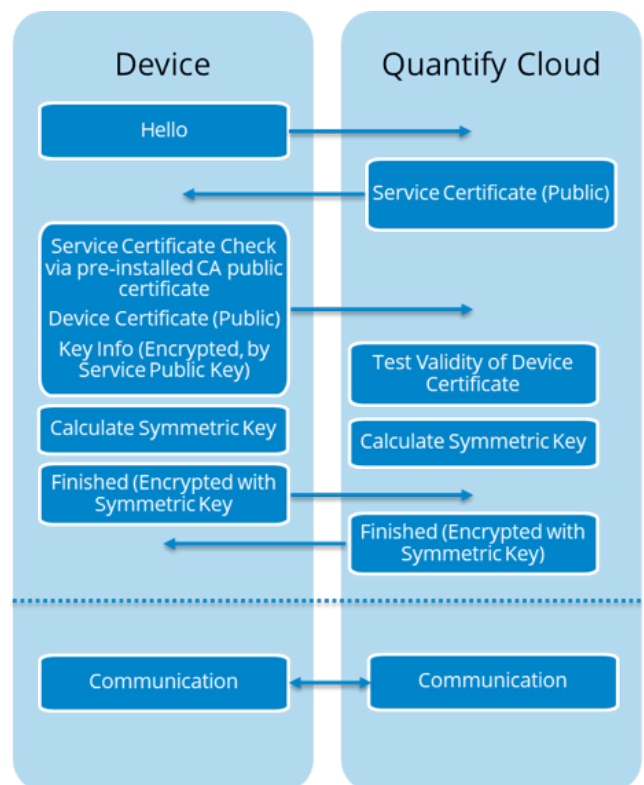 Device
Quantify Cloud
Hello
Service Certificate (Public)
Service Certificate Check
via pre-installed CA public
certificate
Device Certificate (Public)
Key Info (Encrypted, by
Service Public Key)
Test Validity of Device
Certificate
Calculate Symmetric Key
Calculate Symmetric Key
Finished (Encrypted with
Symmetric Key
Finished (Encrypted with
Symmetric Key)
Communication
Communication